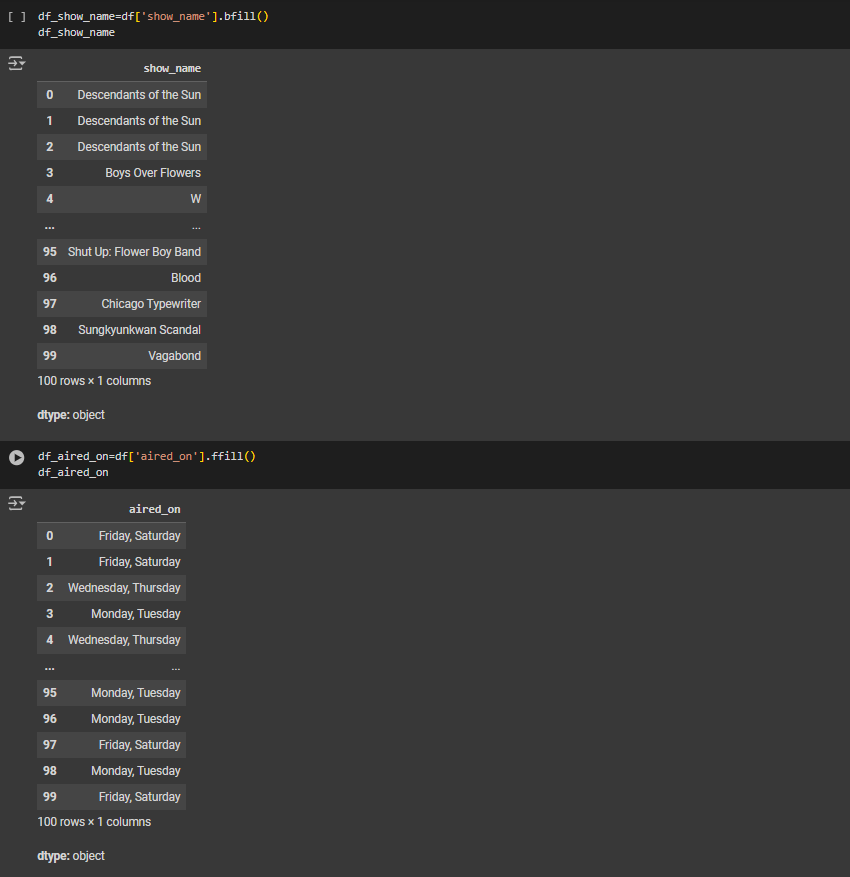 [ ] df_show_name=df['show_name'].bfill()
df_show_name
show_name
0 Descendants of the Sun
1 Descendants of the Sun
2 Descendants of the Sun
3 Boys Over Flowers
4 W
... ...
95 Shut Up: Flower Boy Band
96 Blood
97 Chicago Typewriter
98 Sungkyunkwan Scandal
99 Vagabond
100 rows × 1 columns
dtype: object
df_aired_on=df['aired_on'].ffill()
df_aired_on
aired_on
0 Friday, Saturday
1 Friday, Saturday
2 Wednesday, Thursday
3 Monday, Tuesday
4 Wednesday, Thursday
... ...
95 Monday, Tuesday
96 Monday, Tuesday
97 Friday, Saturday
98 Monday, Tuesday
99 Friday, Saturday
100 rows × 1 columns
dtype: object